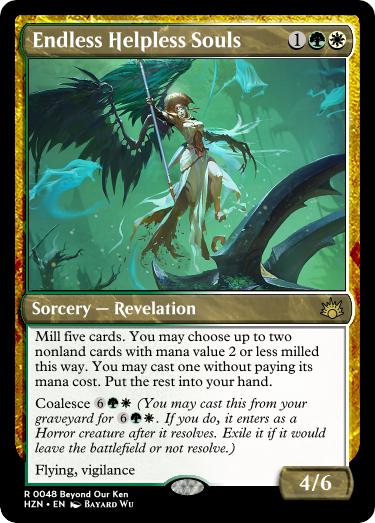 Endless Helpless Souls 1
Sorcery — Revelation
Mill five cards. You may choose up to two
nonland cards with mana value 2 or less milled
this way. You may cast one without paying its
mana cost. Put the rest into your hand.
Coalesce 6 (You may cast this from your
graveyard for 6 . If you do, it enters as a
Horror creature after it resolves. Exile it if it would
leave the battlefield or not resolve.)
Flying, vigilance
4/6
R 0048 Beyond Our Ken
HZN • EN Bayard Wu